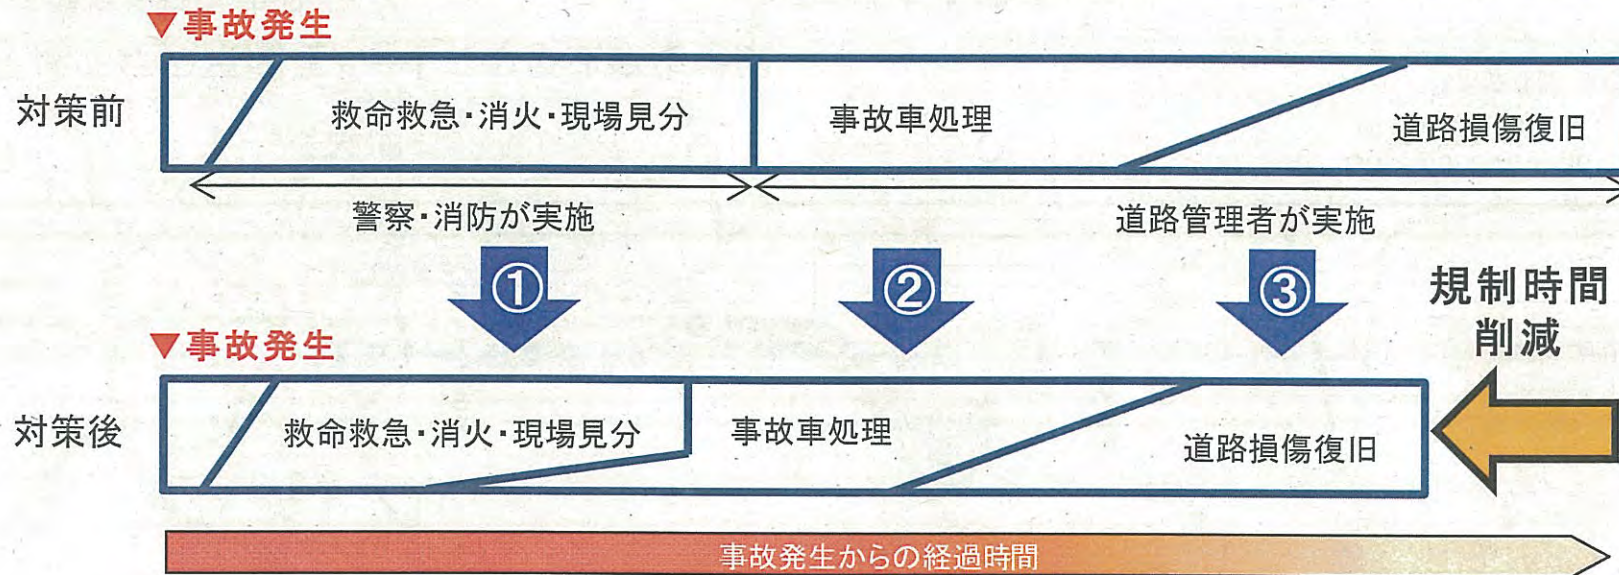 ▼事故発生
対策前
救命救急・消火・現場見分
事故車処理
道路損傷復旧
警察・消防が実施
道路管理者が実施
①
②
③
規制時間
削減
▼事故発生
対策後
救命救急・消火・現場見分
事故車処理
道路損傷復旧
事故発生からの経過時間